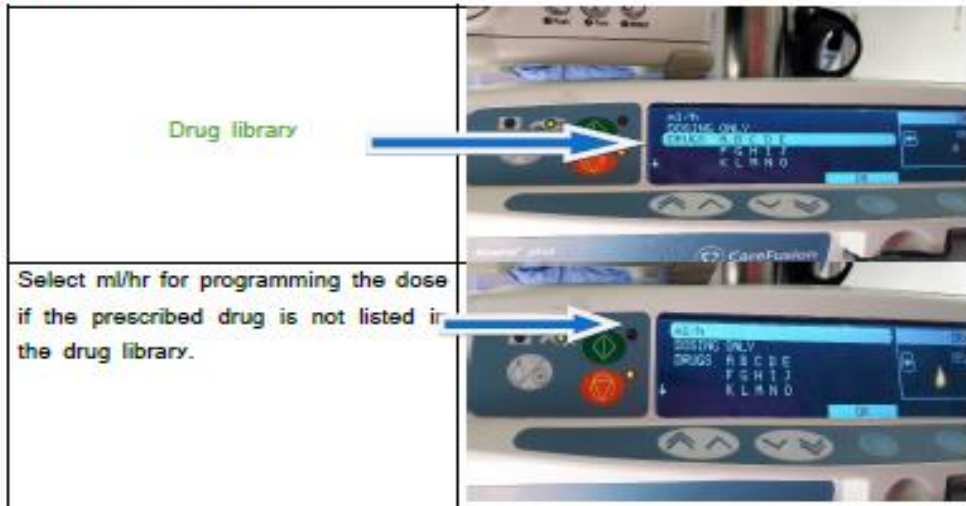 Drug library
ml/h
DOSING ONLY
DRUGS A B C D E
F G H I J
K L M N O
OK
CareFusion
Select ml/hr for programming the dose
if the prescribed drug is not listed in
the drug library.
ml/h
DOSING ONLY
DRUGS A B C D E
F G H I J
K L M N O
OK